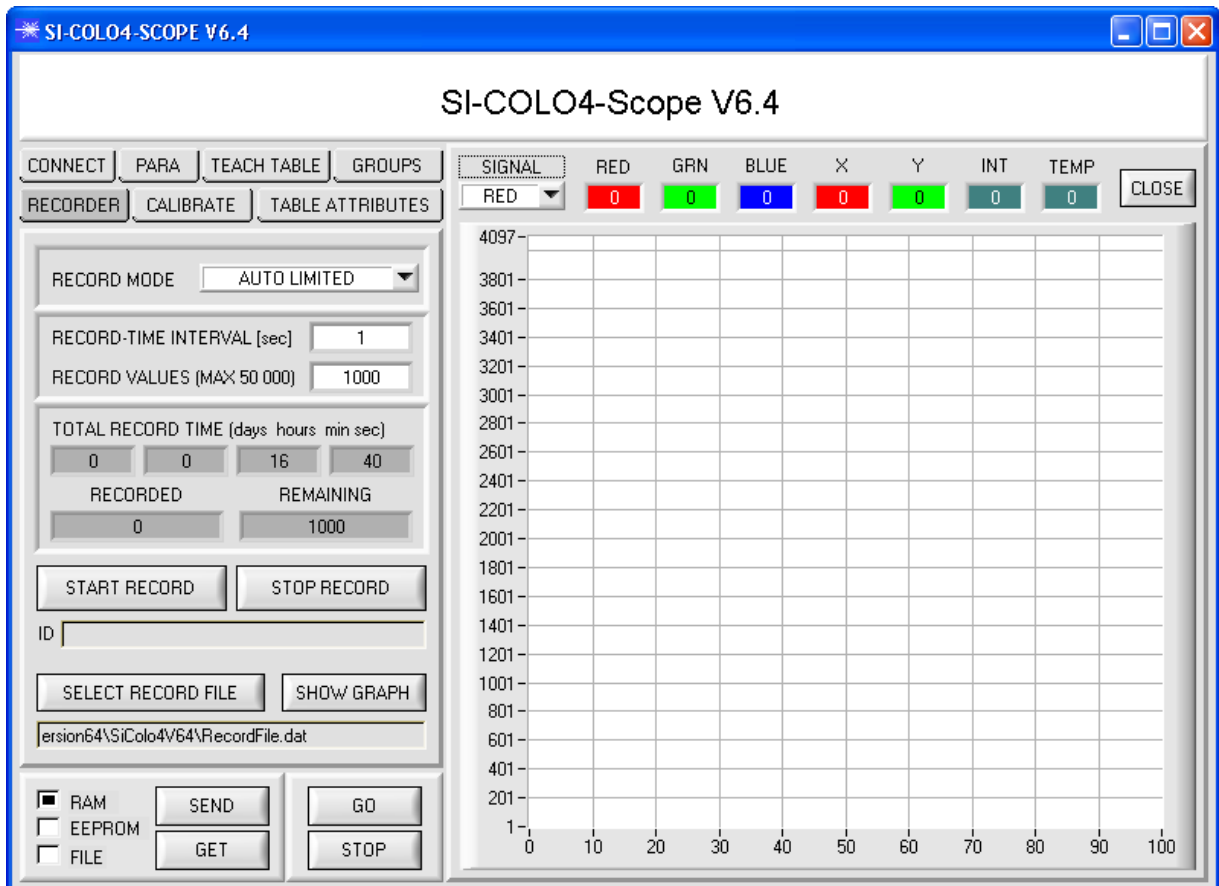 SI-COLO4-SCOPE V6.4
SI-COLO4-Scope V6.4
CONNECT PARA TEACH TABLE GROUPS
RECORDER CALIBRATE TABLE ATTRIBUTES
RECORD MODE AUTO LIMITED
RECORD-TIME INTERVAL [sec] 1
RECORD VALUES (MAX 50 000) 1000
TOTAL RECORD TIME (days hours min sec)
0 0 16 40
RECORDED REMAINING
0 1000
START RECORD STOP RECORD
ID
SELECT RECORD FILE SHOW GRAPH
ersion64\SiColo4V64\RecordFile.dat
RAM SEND GO
EEPROM
FILE GET STOP
SIGNAL RED GRN BLUE X Y INT TEMP CLOSE
RED 0 0 0 0 0 0 0
4097
3801
3601
3401
3201
3001
2801
2601
2401
2201
2001
1801
1601
1401
1201
1001
801
601
401
201
1
0 10 20 30 40 50 60 70 80 90 100